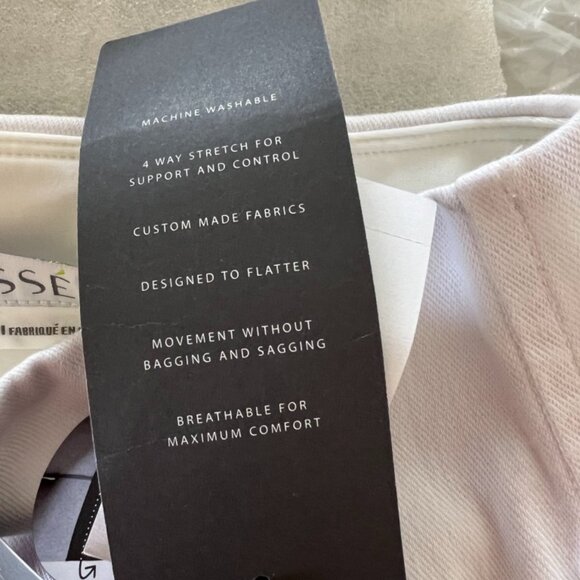 MACHINE WASHABLE
4 WAY STRETCH FOR
SUPPORT AND CONTROL
CUSTOM MADE FABRICS
DESIGNED TO FLATTER
MOVEMENT WITHOUT
BAGGING AND SAGGING
BREATHABLE FOR
MAXIMUM COMFORT
SSÉ
FABRIQUÉ EN
G